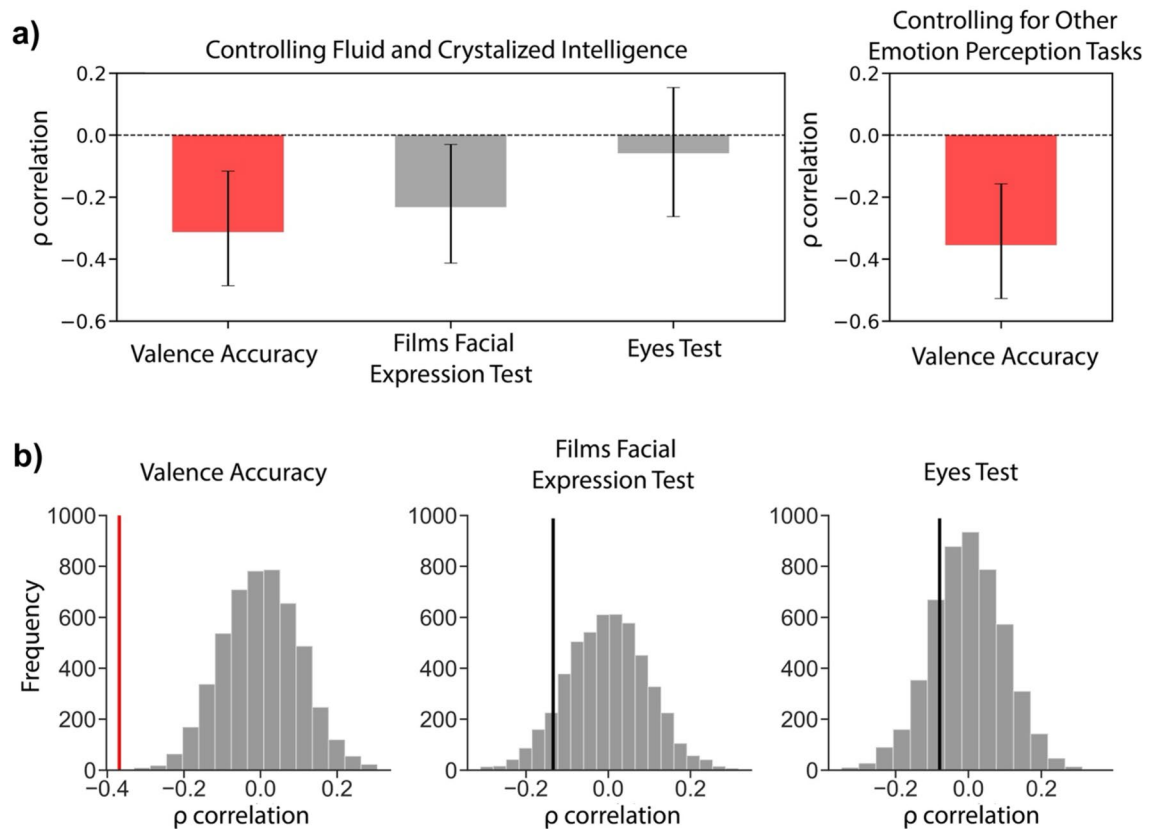 a)
Controlling Fluid and Crystalized Intelligence
Controlling for Other
Emotion Perception Tasks
ρ correlation
0.2
0.0
−0.2
−0.4
−0.6
Valence Accuracy
Films Facial
Expression Test
Eyes Test
ρ correlation
0.2
0.0
−0.2
−0.4
−0.6
Valence Accuracy
b)
Valence Accuracy
Frequency
1000
800
600
400
200
0
−0.4 −0.2 0.0 0.2
ρ correlation
Films Facial
Expression Test
1000
800
600
400
200
0
−0.2 0.0 0.2
ρ correlation
Eyes Test
1000
800
600
400
200
0
−0.2 0.0 0.2
ρ correlation